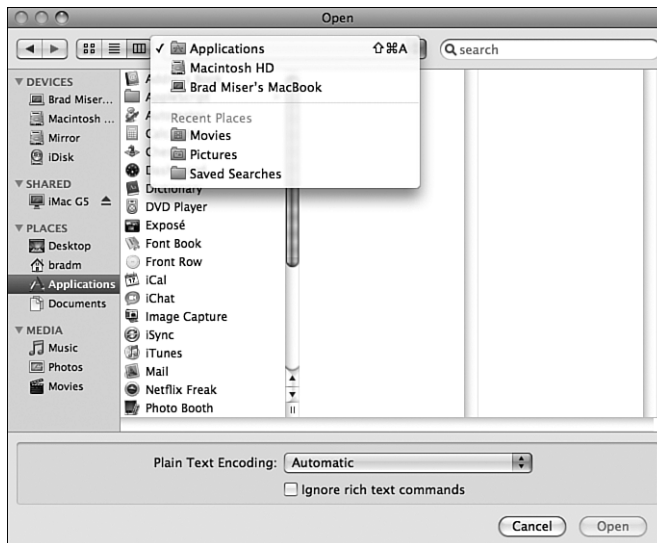 Open
Applications ⇧⌘A
search
Macintosh HD
Brad Miser's MacBook
Recent Places
Movies
Pictures
Saved Searches
DEVICES
Brad Miser...
Macintosh ...
Mirror
iDisk
SHARED
iMac G5
PLACES
Desktop
bradm
Applications
Documents
MEDIA
Music
Photos
Movies
Dictionary
DVD Player
Exposé
Font Book
Front Row
iCal
iChat
Image Capture
iSync
iTunes
Mail
Netflix Freak
Photo Booth
Plain Text Encoding: Automatic
Ignore rich text commands
Cancel Open